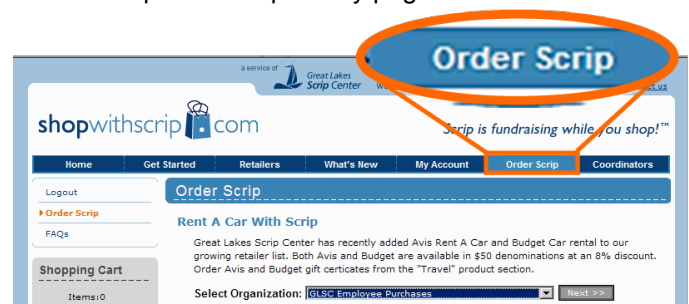 Order Scrip
a service of
Great Lakes
Scrip Center
shopwithscrip com
Scrip is fundraising while you shop!™
Home Get Started Retailers What's New My Account Order Scrip Coordinators
Logout
Order Scrip
FAQs
Shopping Cart
Items:0
Order Scrip
Rent A Car With Scrip
Great Lakes Scrip Center has recently added Avis Rent A Car and Budget Car rental to our
growing retailer list. Both Avis and Budget are available in $50 denominations at an 8% discount.
Order Avis and Budget gift certicates from the "Travel" product section.
Select Organization: GLSC Employee Purchases Next >>